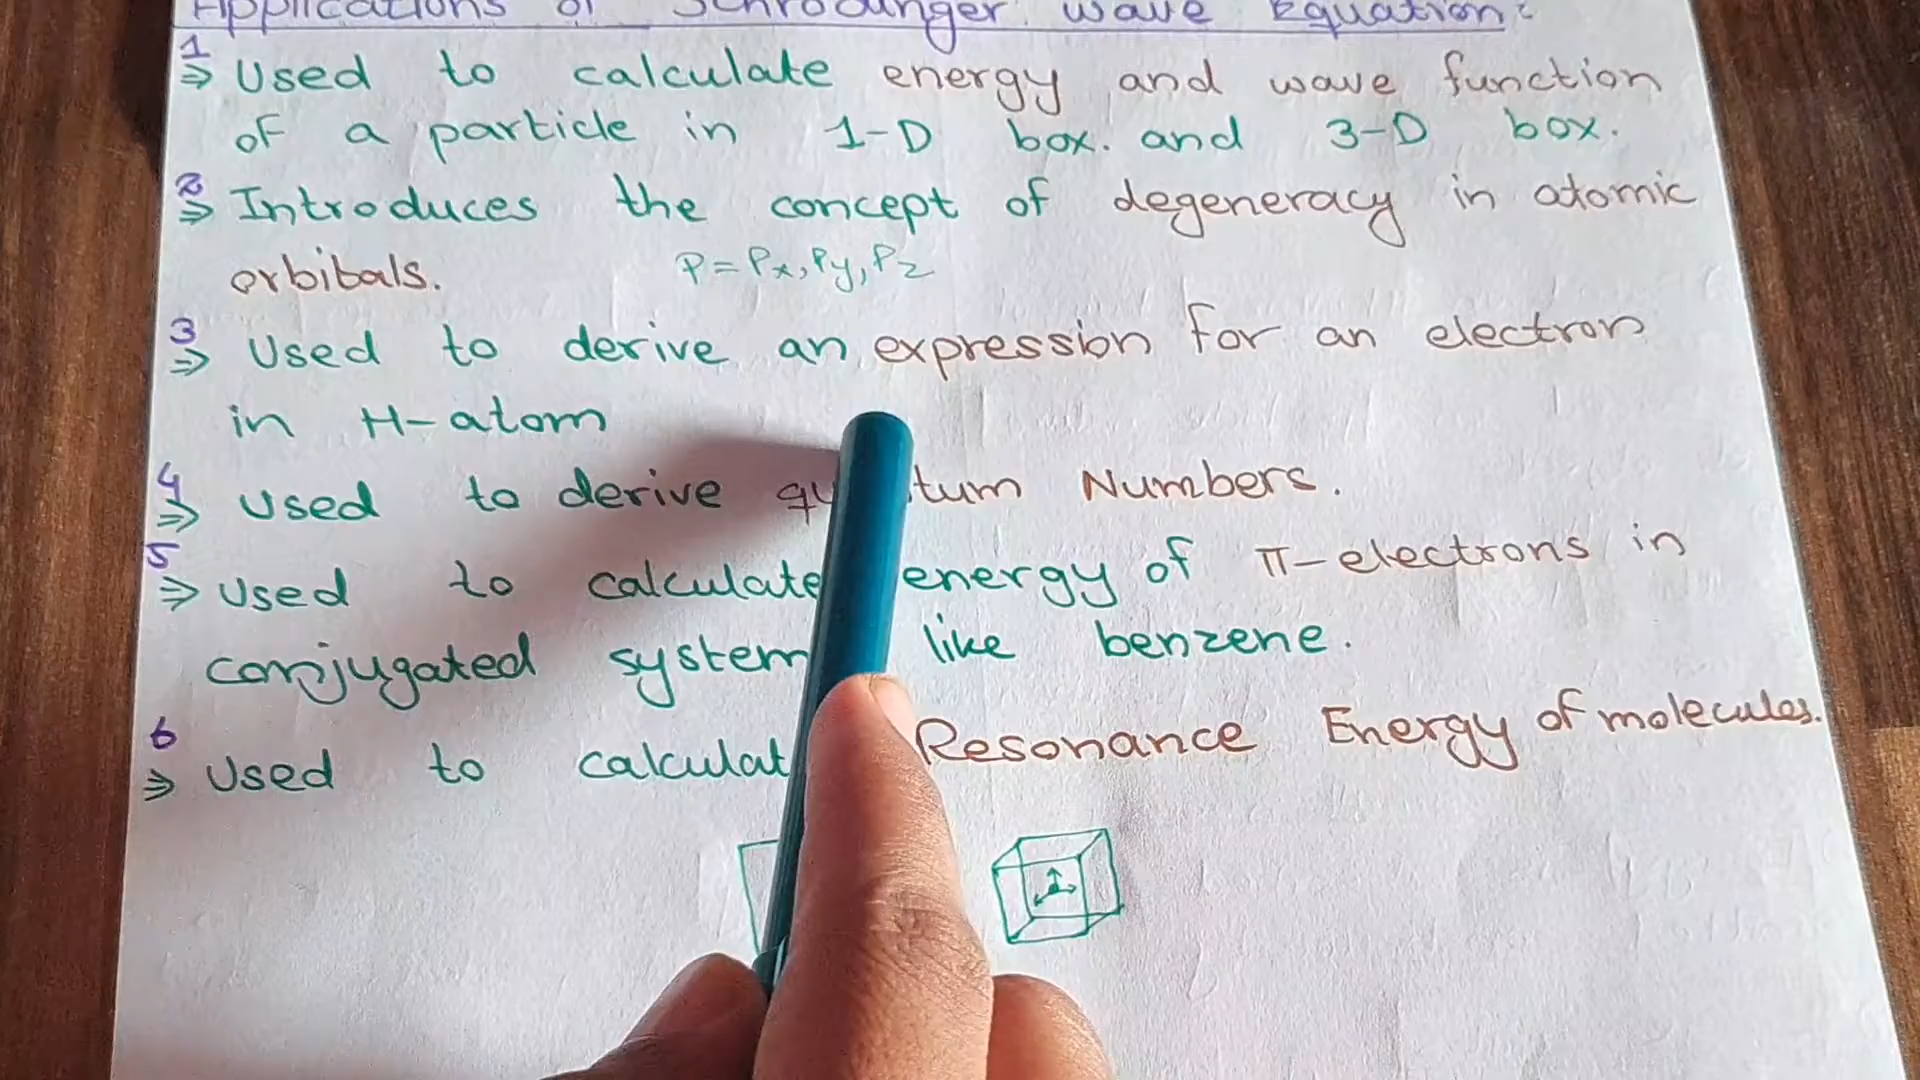 Applications of Schrodunger wave Equation:
1 ⇒ Used to calculate energy and wave function
of a particle in 1-D box. and 3-D box.
2 ⇒ Introduces the concept of degeneracy in atomic
orbitals. P=Px,Py,Pz
3 ⇒ Used to derive an expression for an electron
in H-atom
4 ⇒ Used to derive qu tum Numbers.
5 ⇒ Used to calculate energy of π-electrons in
conjugated system like benzene.
6 ⇒ Used to calculat Resonance Energy of molecules.